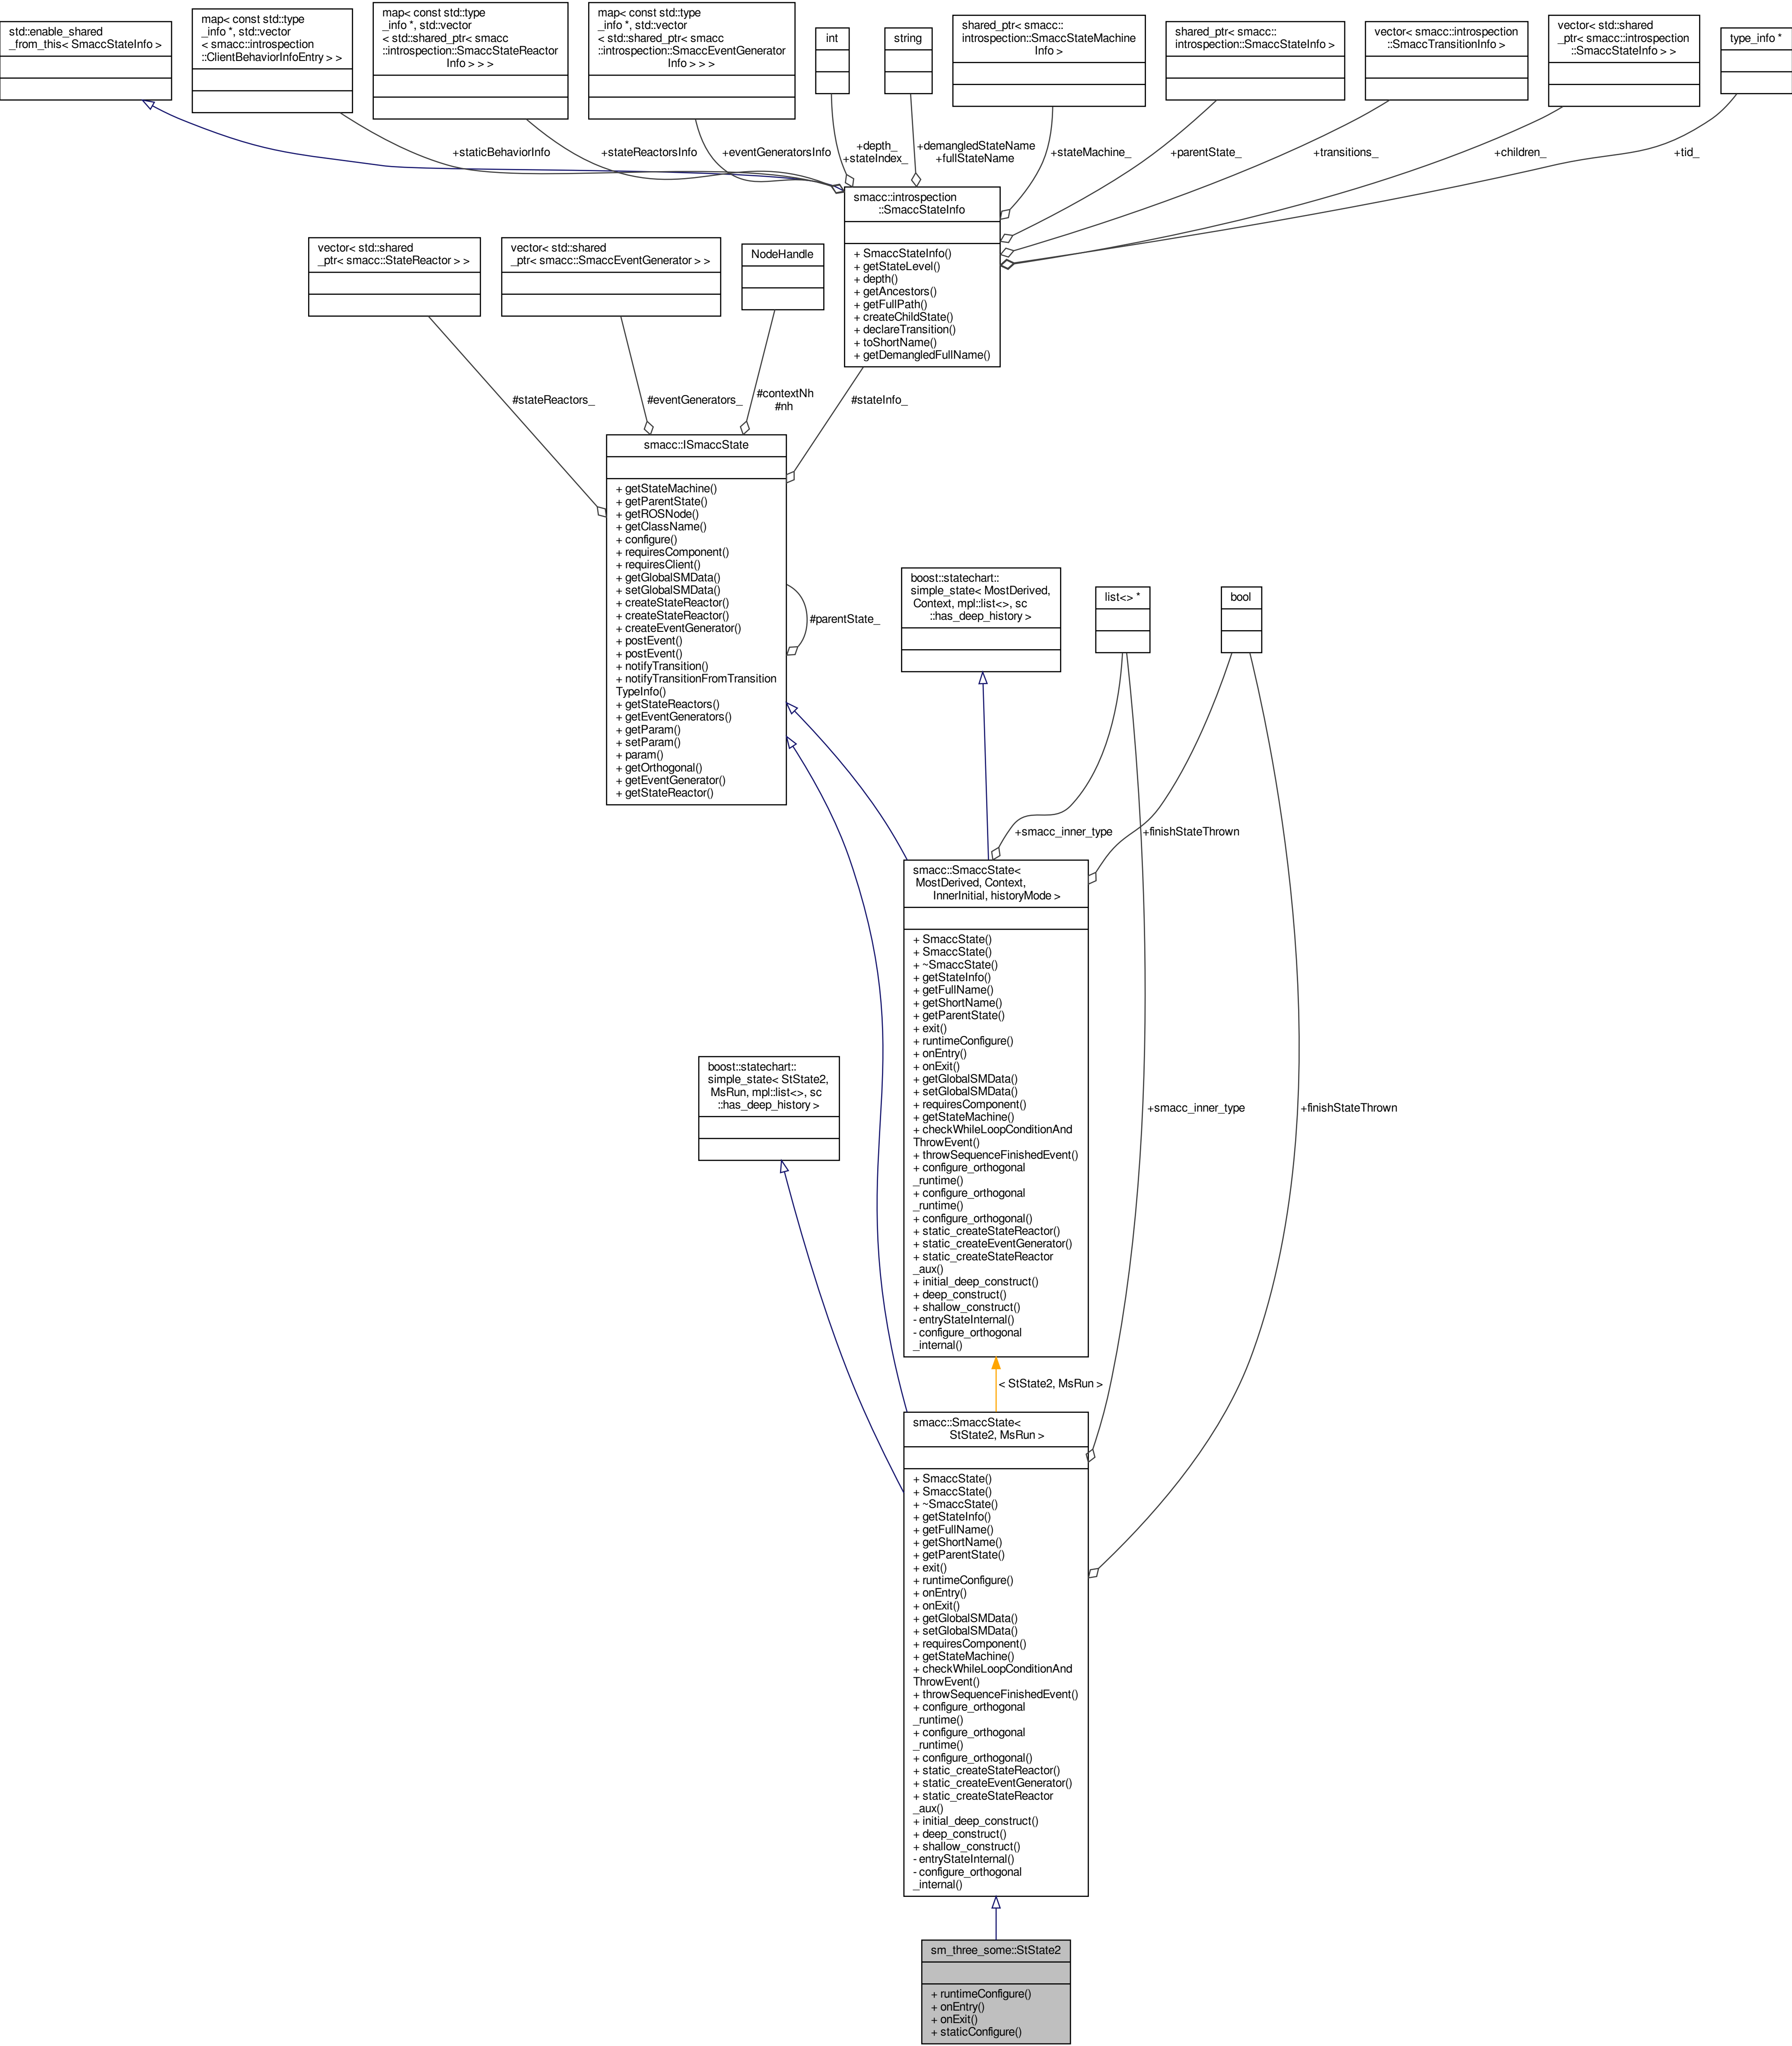 std::enable_shared
_from_this< SmaccStateInfo >
map< const std::type
_info *, std::vector
< smacc::introspection
::ClientBehaviorInfoEntry > >
map< const std::type
_info *, std::vector
< std::shared_ptr< smacc
::introspection::SmaccStateReactor
Info > > >
map< const std::type
_info *, std::vector
< std::shared_ptr< smacc
::introspection::SmaccEventGenerator
Info > > >
int
string
shared_ptr< smacc::
introspection::SmaccStateMachine
Info >
shared_ptr< smacc::
introspection::SmaccStateInfo >
vector< smacc::introspection
::SmaccTransitionInfo >
vector< std::shared
_ptr< smacc::introspection
::SmaccStateInfo > >
type_info *
+staticBehaviorInfo
+stateReactorsInfo
+eventGeneratorsInfo
+depth_
+stateIndex_
+demangledStateName
+fullStateName
+stateMachine_
+parentState_
+transitions_
+children_
+tid_
smacc::introspection
::SmaccStateInfo
+ SmaccStateInfo()
+ getStateLevel()
+ depth()
+ getAncestors()
+ getFullPath()
+ createChildState()
+ declareTransition()
+ toShortName()
+ getDemangledFullName()
vector< std::shared
_ptr< smacc::StateReactor > >
vector< std::shared
_ptr< smacc::SmaccEventGenerator > >
NodeHandle
#stateReactors_
#eventGenerators_
#contextNh
#nh
#stateInfo_
smacc::ISmaccState
+ getStateMachine()
+ getParentState()
+ getROSNode()
+ getClassName()
+ configure()
+ requiresComponent()
+ requiresClient()
+ getGlobalSMData()
+ setGlobalSMData()
+ createStateReactor()
+ createStateReactor()
+ createEventGenerator()
+ postEvent()
+ postEvent()
+ notifyTransition()
+ notifyTransitionFromTransition
TypeInfo()
+ getStateReactors()
+ getEventGenerators()
+ getParam()
+ setParam()
+ param()
+ getOrthogonal()
+ getEventGenerator()
+ getStateReactor()
#parentState_
boost::statechart::
simple_state< MostDerived,
Context, mpl::list<>, sc
::has_deep_history >
list<> *
bool
+smacc_inner_type
+finishStateThrown
smacc::SmaccState<
MostDerived, Context,
InnerInitial, historyMode >
+ SmaccState()
+ SmaccState()
+ ~SmaccState()
+ getStateInfo()
+ getFullName()
+ getShortName()
+ getParentState()
+ exit()
+ runtimeConfigure()
+ onEntry()
+ onExit()
+ getGlobalSMData()
+ setGlobalSMData()
+ requiresComponent()
+ getStateMachine()
+ checkWhileLoopConditionAnd
ThrowEvent()
+ throwSequenceFinishedEvent()
+ configure_orthogonal
_runtime()
+ configure_orthogonal
_runtime()
+ configure_orthogonal()
+ static_createStateReactor()
+ static_createEventGenerator()
+ static_createStateReactor
_aux()
+ initial_deep_construct()
+ deep_construct()
+ shallow_construct()
- entryStateInternal()
- configure_orthogonal
_internal()
boost::statechart::
simple_state< StState2,
MsRun, mpl::list<>, sc
::has_deep_history >
+smacc_inner_type
+finishStateThrown
< StState2, MsRun >
smacc::SmaccState<
StState2, MsRun >
+ SmaccState()
+ SmaccState()
+ ~SmaccState()
+ getStateInfo()
+ getFullName()
+ getShortName()
+ getParentState()
+ exit()
+ runtimeConfigure()
+ onEntry()
+ onExit()
+ getGlobalSMData()
+ setGlobalSMData()
+ requiresComponent()
+ getStateMachine()
+ checkWhileLoopConditionAnd
ThrowEvent()
+ throwSequenceFinishedEvent()
+ configure_orthogonal
_runtime()
+ configure_orthogonal
_runtime()
+ configure_orthogonal()
+ static_createStateReactor()
+ static_createEventGenerator()
+ static_createStateReactor
_aux()
+ initial_deep_construct()
+ deep_construct()
+ shallow_construct()
- entryStateInternal()
- configure_orthogonal
_internal()
sm_three_some::StState2
+ runtimeConfigure()
+ onEntry()
+ onExit()
+ staticConfigure()